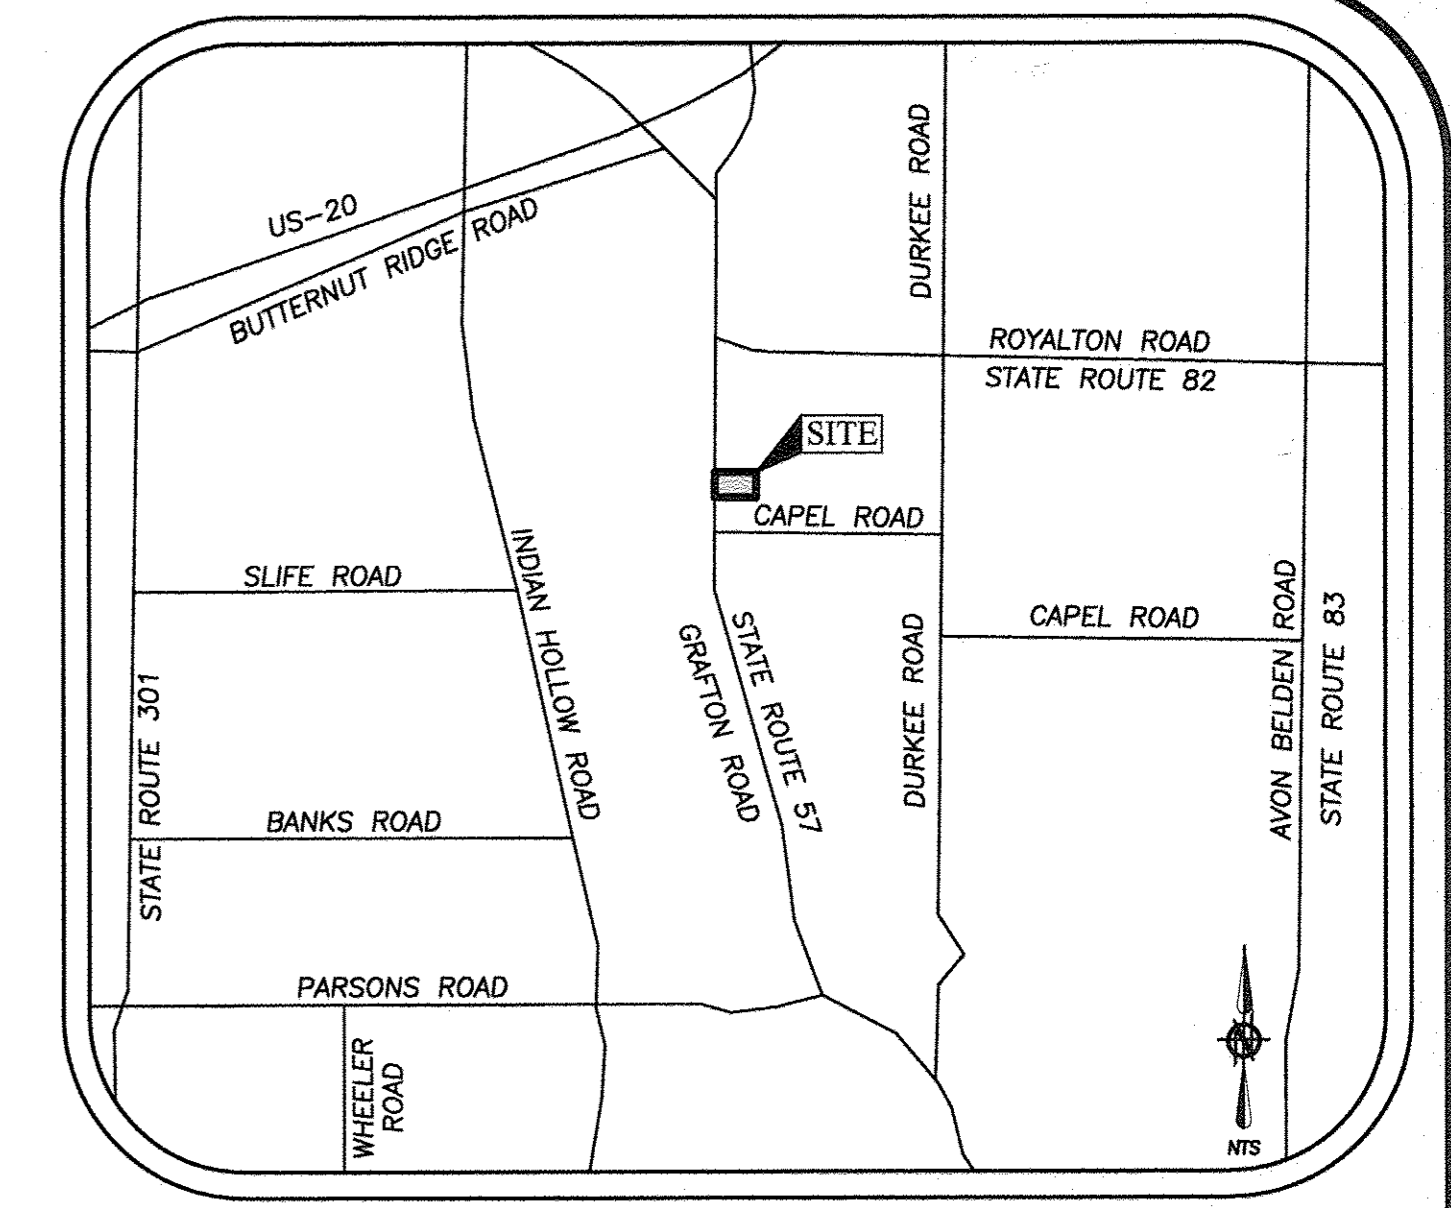 US-20
BUTTERNUT RIDGE ROAD
DURKEE ROAD
ROYALTON ROAD
STATE ROUTE 82
SITE
CAPEL ROAD
SLIFE ROAD
INDIAN HOLLOW ROAD
STATE ROUTE 57
GRAFTON ROAD
DURKEE ROAD
CAPEL ROAD
AVON BELDEN ROAD
STATE ROUTE 83
STATE ROUTE 301
BANKS ROAD
PARSONS ROAD
WHEELER
ROAD
N
NTS